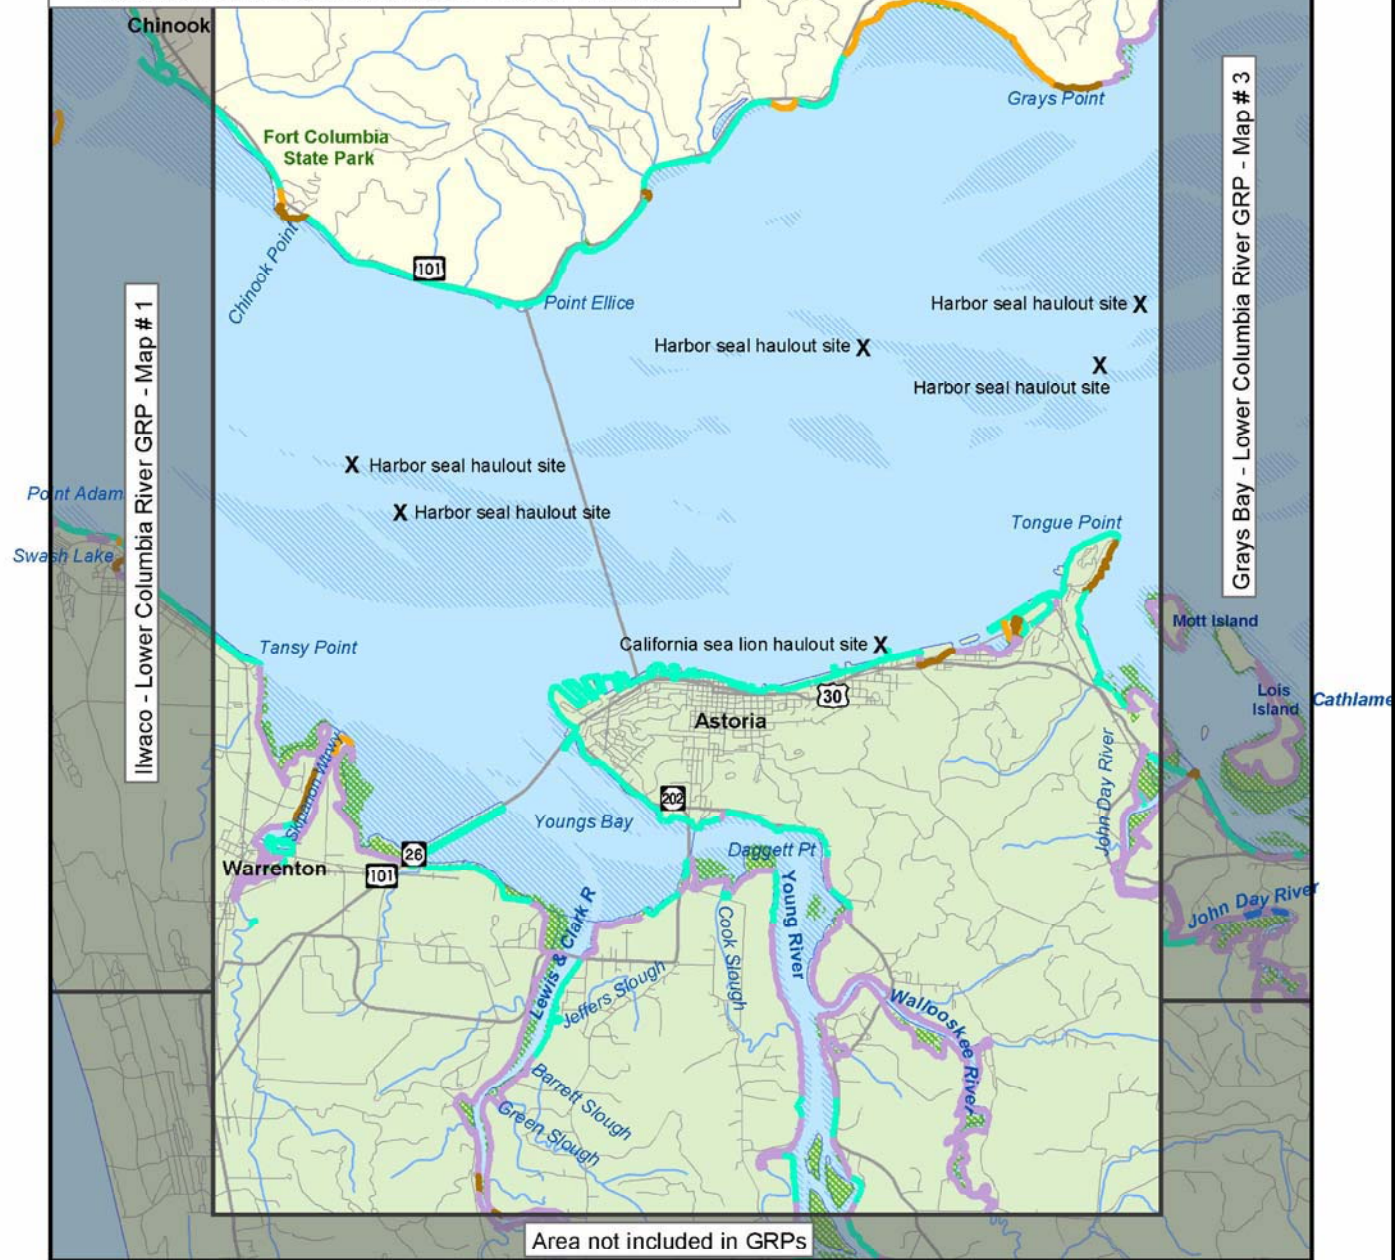 Chinook
Grays Point
Fort Columbia
State Park
Chinook Point
101
Point Ellice
Harbor seal haulout site X
Harbor seal haulout site X
X
Harbor seal haulout site
Ilwaco - Lower Columbia River GRP - Map # 1
Grays Bay - Lower Columbia River GRP - Map # 3
X Harbor seal haulout site
X Harbor seal haulout site
Point Adam
Swash Lake
Tongue Point
Mott Island
Tansy Point
California sea lion haulout site X
30
Astoria
Lois
Island
Cathlame
Skipanon Wtrwy
John Day River
202
Youngs Bay
Daggett Pt
26
Warrenton
101
Lewis & Clark R
Young River
Cook Slough
John Day River
Jeffers Slough
Wallooskee River
Barrett Slough
Green Slough
Area not included in GRPs